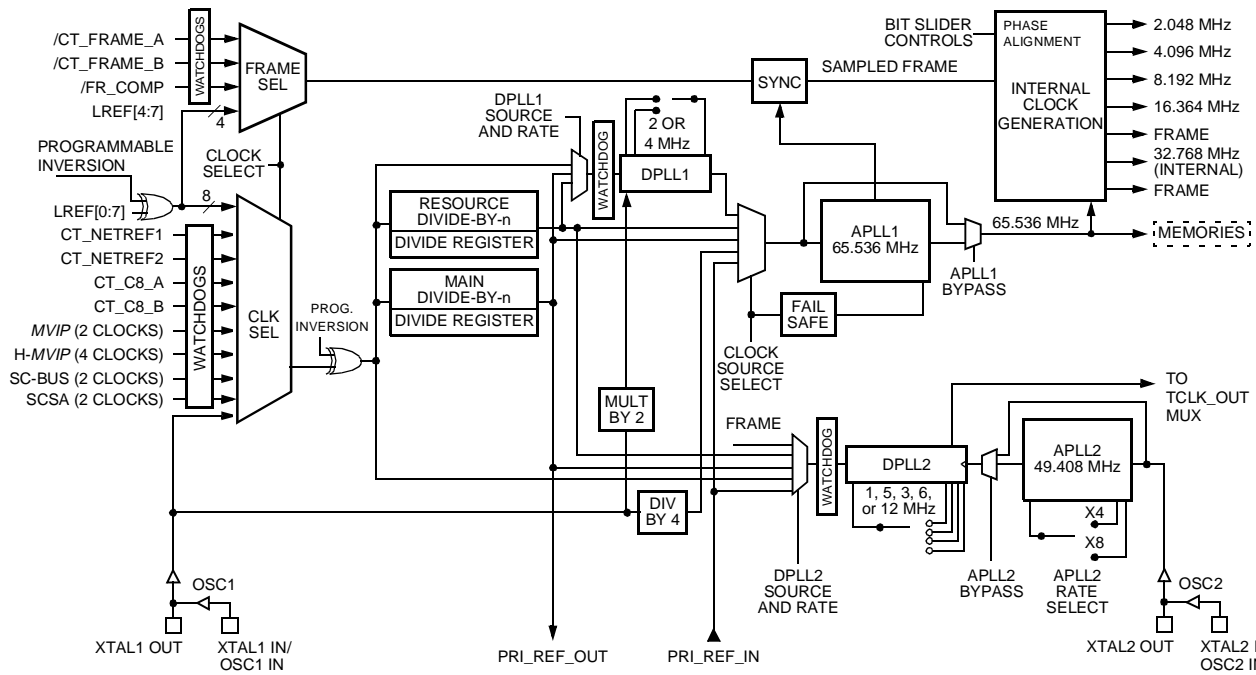 /CT_FRAME_A
/CT_FRAME_B
/FR_COMP
LREF[4:7]
WATCHDOGS
FRAME
SEL
4
PROGRAMMABLE
INVERSION
LREF[0:7]
8
CLOCK
SELECT
CT_NETREF1
CT_NETREF2
CT_C8_A
CT_C8_B
MVIP (2 CLOCKS)
H-MVIP (4 CLOCKS)
SC-BUS (2 CLOCKS)
SCSA (2 CLOCKS)
WATCHDOGS
CLK
SEL
PROG.
INVERSION
RESOURCE
DIVIDE-BY-n
DIVIDE REGISTER
MAIN
DIVIDE-BY-n
DIVIDE REGISTER
DPLL1
SOURCE
AND RATE
WATCHDOG
2 OR
4 MHz
DPLL1
SYNC
SAMPLED FRAME
BIT SLIDER
CONTROLS
PHASE
ALIGNMENT
INTERNAL
CLOCK
GENERATION
2.048 MHz
4.096 MHz
8.192 MHz
16.364 MHz
FRAME
32.768 MHz
(INTERNAL)
FRAME
APLL1
65.536 MHz
65.536 MHz
MEMORIES
APLL1
BYPASS
FAIL
SAFE
CLOCK
SOURCE
SELECT
MULT
BY 2
DIV
BY 4
FRAME
WATCHDOG
DPLL2
1, 5, 3, 6,
or 12 MHz
TO
TCLK_OUT
MUX
APLL2
49.408 MHz
X4
X8
DPLL2
SOURCE
AND RATE
APLL2
BYPASS
APLL2
RATE
SELECT
OSC1
XTAL1 OUT
XTAL1 IN/
OSC1 IN
PRI_REF_OUT
PRI_REF_IN
OSC2
XTAL2 OUT
XTAL2
OSC2